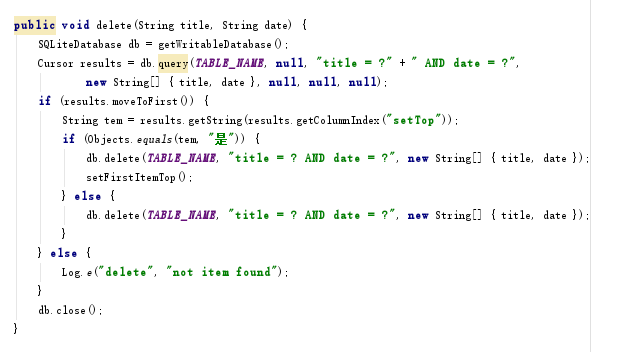 public void delete(String title, String date) {
    SQLiteDatabase db = getWritableDatabase();
    Cursor results = db.query(TABLE_NAME, null, "title = ?" + " AND date = ?",
            new String[] { title, date }, null, null, null);
    if (results.moveToFirst()) {
        String tem = results.getString(results.getColumnIndex("setTop"));
        if (Objects.equals(tem, "是")) {
            db.delete(TABLE_NAME, "title = ? AND date = ?", new String[] { title, date });
            setFirstItemTop();
        } else {
            db.delete(TABLE_NAME, "title = ? AND date = ?", new String[] { title, date });
        }
    } else {
        Log.e("delete", "not item found");
    }
    db.close();
}